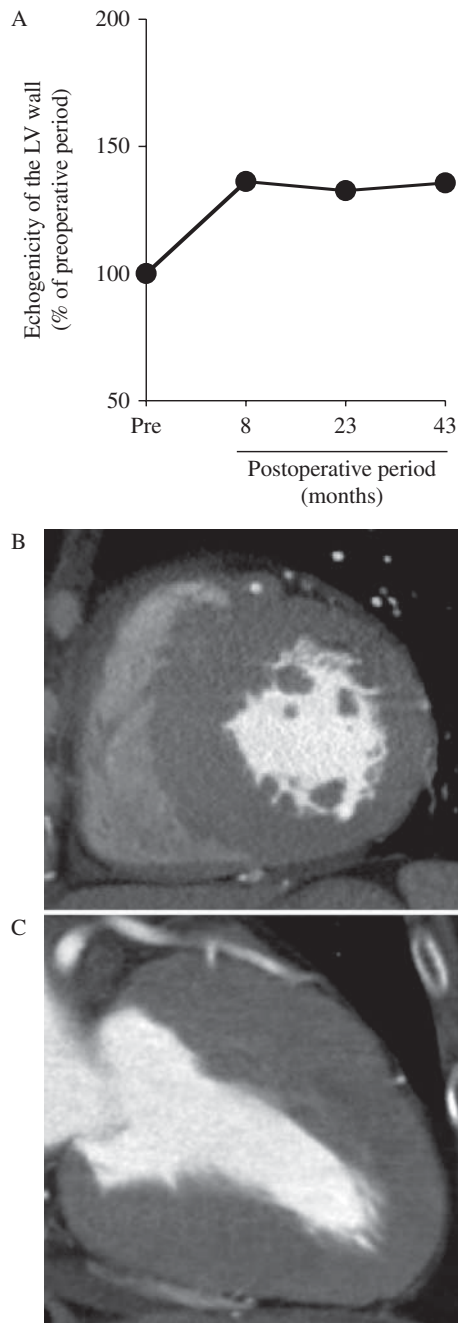 A
Echogenicity of the LV wall
(% of preoperative period)
200
150
100
50
Pre
8
23
43
Postoperative period
(months)
B
C